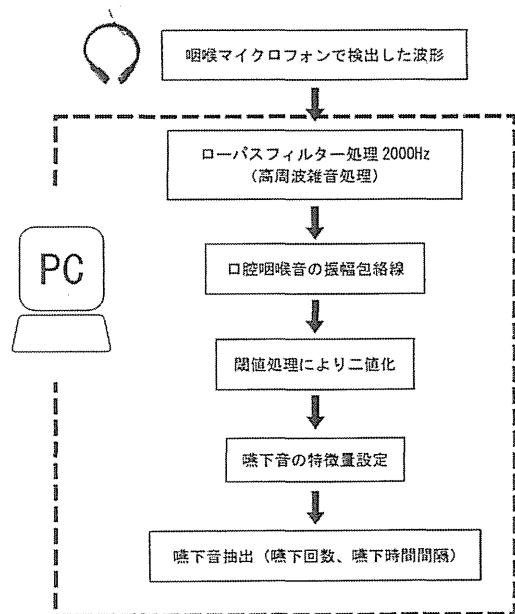 咽喉マイクロフォンで検出した波形
ローパスフィルター処理 2000Hz
(高周波雑音処理)
PC
口腔咽喉音の振幅包絡線
閾値処理により二値化
嚥下音の特徴量設定
嚥下音抽出（嚥下回数、嚥下時間間隔）